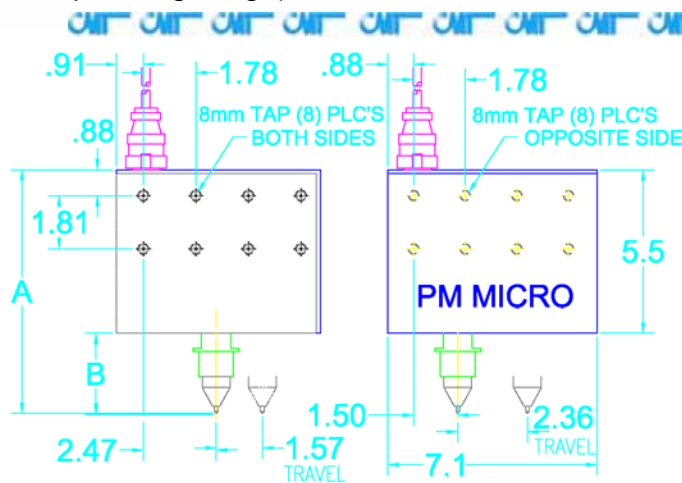 .91
1.78
8mm TAP (8) PLC'S
BOTH SIDES
.88
1.81
A
B
2.47
1.57
TRAVEL
.88
1.78
8mm TAP (8) PLC'S
OPPOSITE SIDE
5.5
PM MICRO
1.50
2.36
TRAVEL
7.1